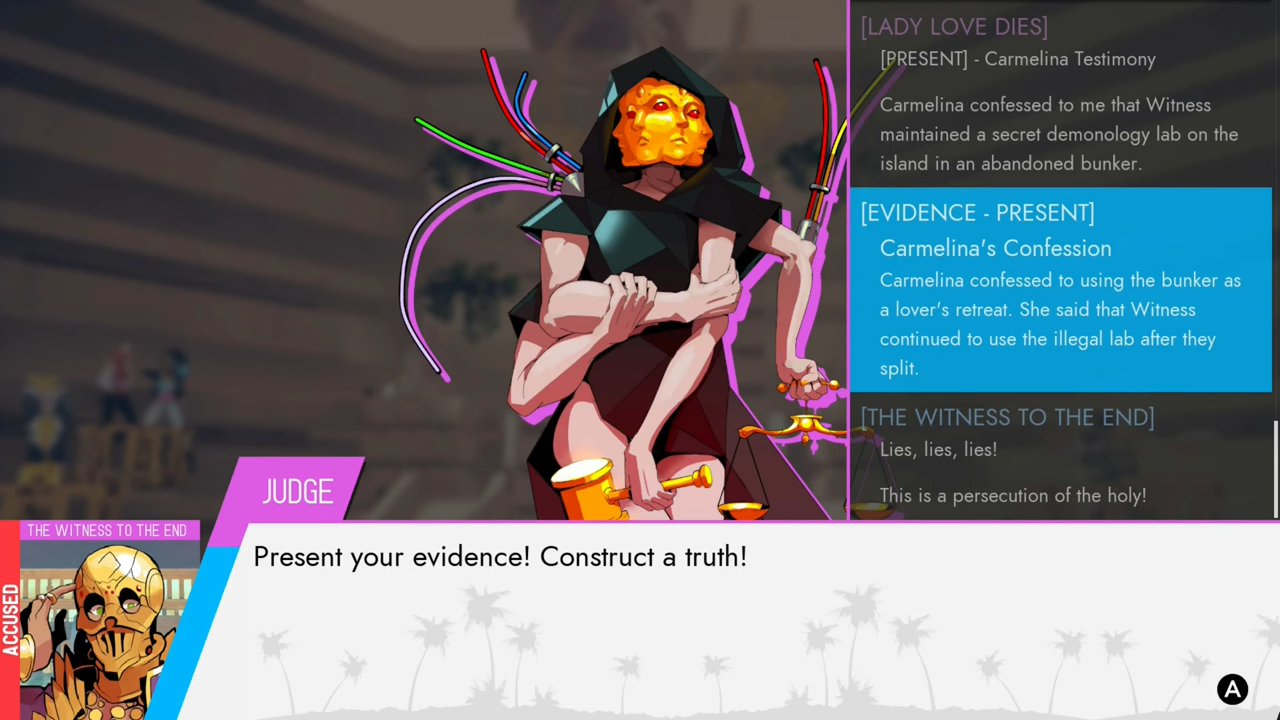 [LADY LOVE DIES]
[PRESENT] - Carmelina Testimony
Carmelina confessed to me that Witness
maintained a secret demonology lab on the
island in an abandoned bunker.
[EVIDENCE - PRESENT]
Carmelina's Confession
Carmelina confessed to using the bunker as
a lover's retreat. She said that Witness
continued to use the illegal lab after they
split.
[THE WITNESS TO THE END]
Lies, lies, lies!
This is a persecution of the holy!
JUDGE
THE WITNESS TO THE END
ACCUSED
Present your evidence! Construct a truth!
A